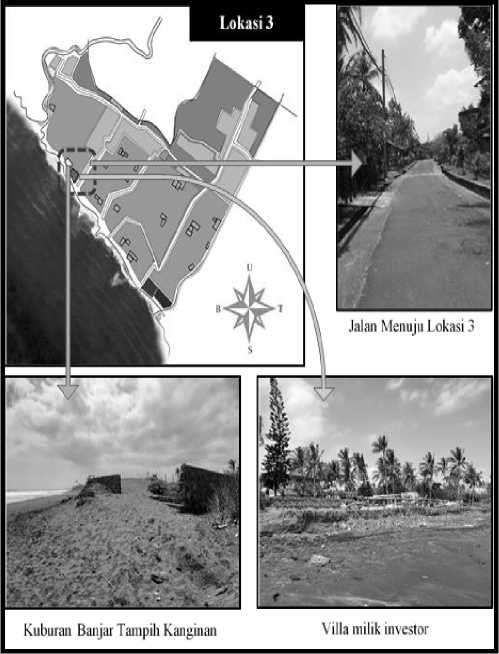 Lokasi 3
U
B T
S
Jalan Menuju Lokasi 3
Kuburan Banjar Tampih Kanginan
Villa milik investor